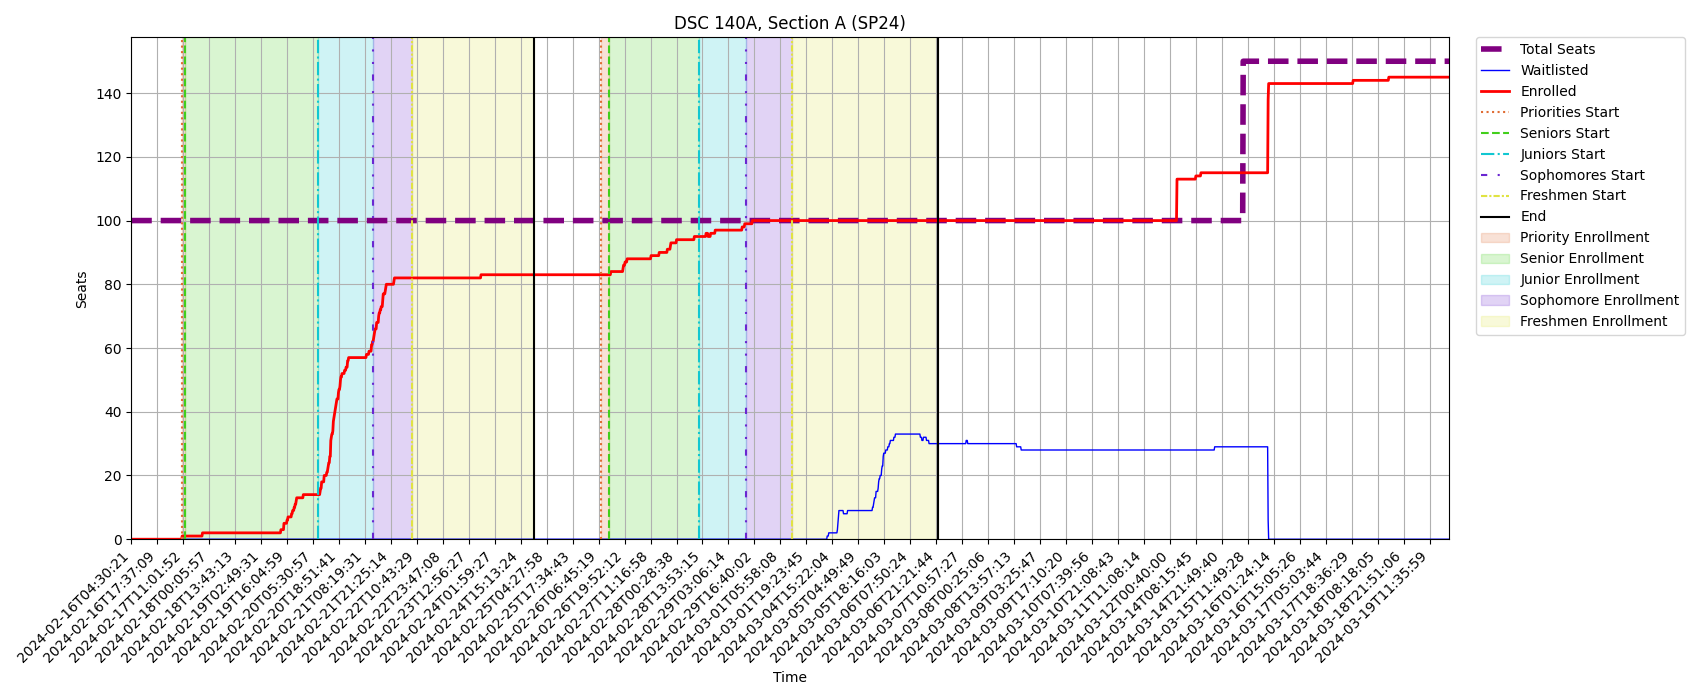 DSC 140A, Section A (SP24)
Seats
140
120
100
80
60
40
20
0
2024-02-16T04:30:21
2024-02-16T17:37:09
2024-02-17T11:01:52
2024-02-18T00:05:57
2024-02-18T13:43:13
2024-02-19T02:49:31
2024-02-19T16:04:59
2024-02-20T05:30:57
2024-02-20T18:51:41
2024-02-21T08:19:31
2024-02-21T21:25:14
2024-02-22T10:43:29
2024-02-22T23:47:08
2024-02-23T12:56:27
2024-02-24T01:59:27
2024-02-24T15:13:24
2024-02-25T04:27:58
2024-02-25T17:34:43
2024-02-26T06:45:19
2024-02-26T19:52:12
2024-02-27T11:16:58
2024-02-28T00:28:38
2024-02-28T13:53:15
2024-02-29T03:06:14
2024-02-29T16:40:02
2024-03-01T05:58:08
2024-03-01T19:23:45
2024-03-04T15:22:04
2024-03-05T04:49:49
2024-03-05T18:16:03
2024-03-06T07:50:24
2024-03-06T21:21:44
2024-03-07T10:57:27
2024-03-08T00:25:06
2024-03-08T13:57:13
2024-03-09T03:25:47
2024-03-09T17:10:20
2024-03-10T07:39:56
2024-03-10T21:08:43
2024-03-11T11:08:14
2024-03-12T00:40:00
2024-03-14T08:15:45
2024-03-14T21:49:40
2024-03-15T11:49:28
2024-03-16T01:24:14
2024-03-16T15:05:26
2024-03-17T05:03:44
2024-03-17T18:36:29
2024-03-18T08:18:05
2024-03-18T21:51:06
2024-03-19T11:35:59
Time
Total Seats
Waitlisted
Enrolled
Priorities Start
Seniors Start
Juniors Start
Sophomores Start
Freshmen Start
End
Priority Enrollment
Senior Enrollment
Junior Enrollment
Sophomore Enrollment
Freshmen Enrollment